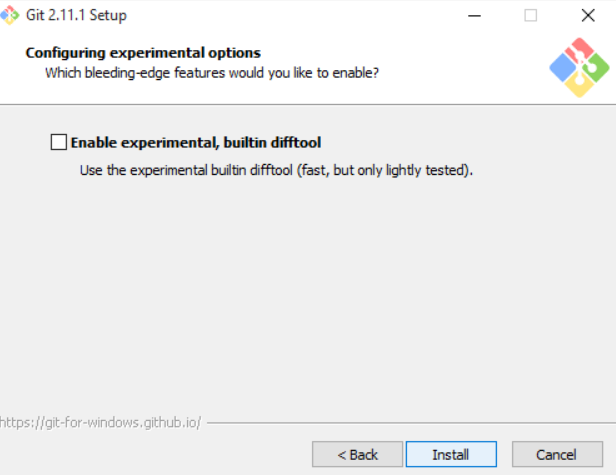 Git 2.11.1 Setup
Configuring experimental options
Which bleeding-edge features would you like to enable?
Enable experimental, builtin difftool
Use the experimental builtin difftool (fast, but only lightly tested).
https://git-for-windows.github.io/
< Back
Install
Cancel